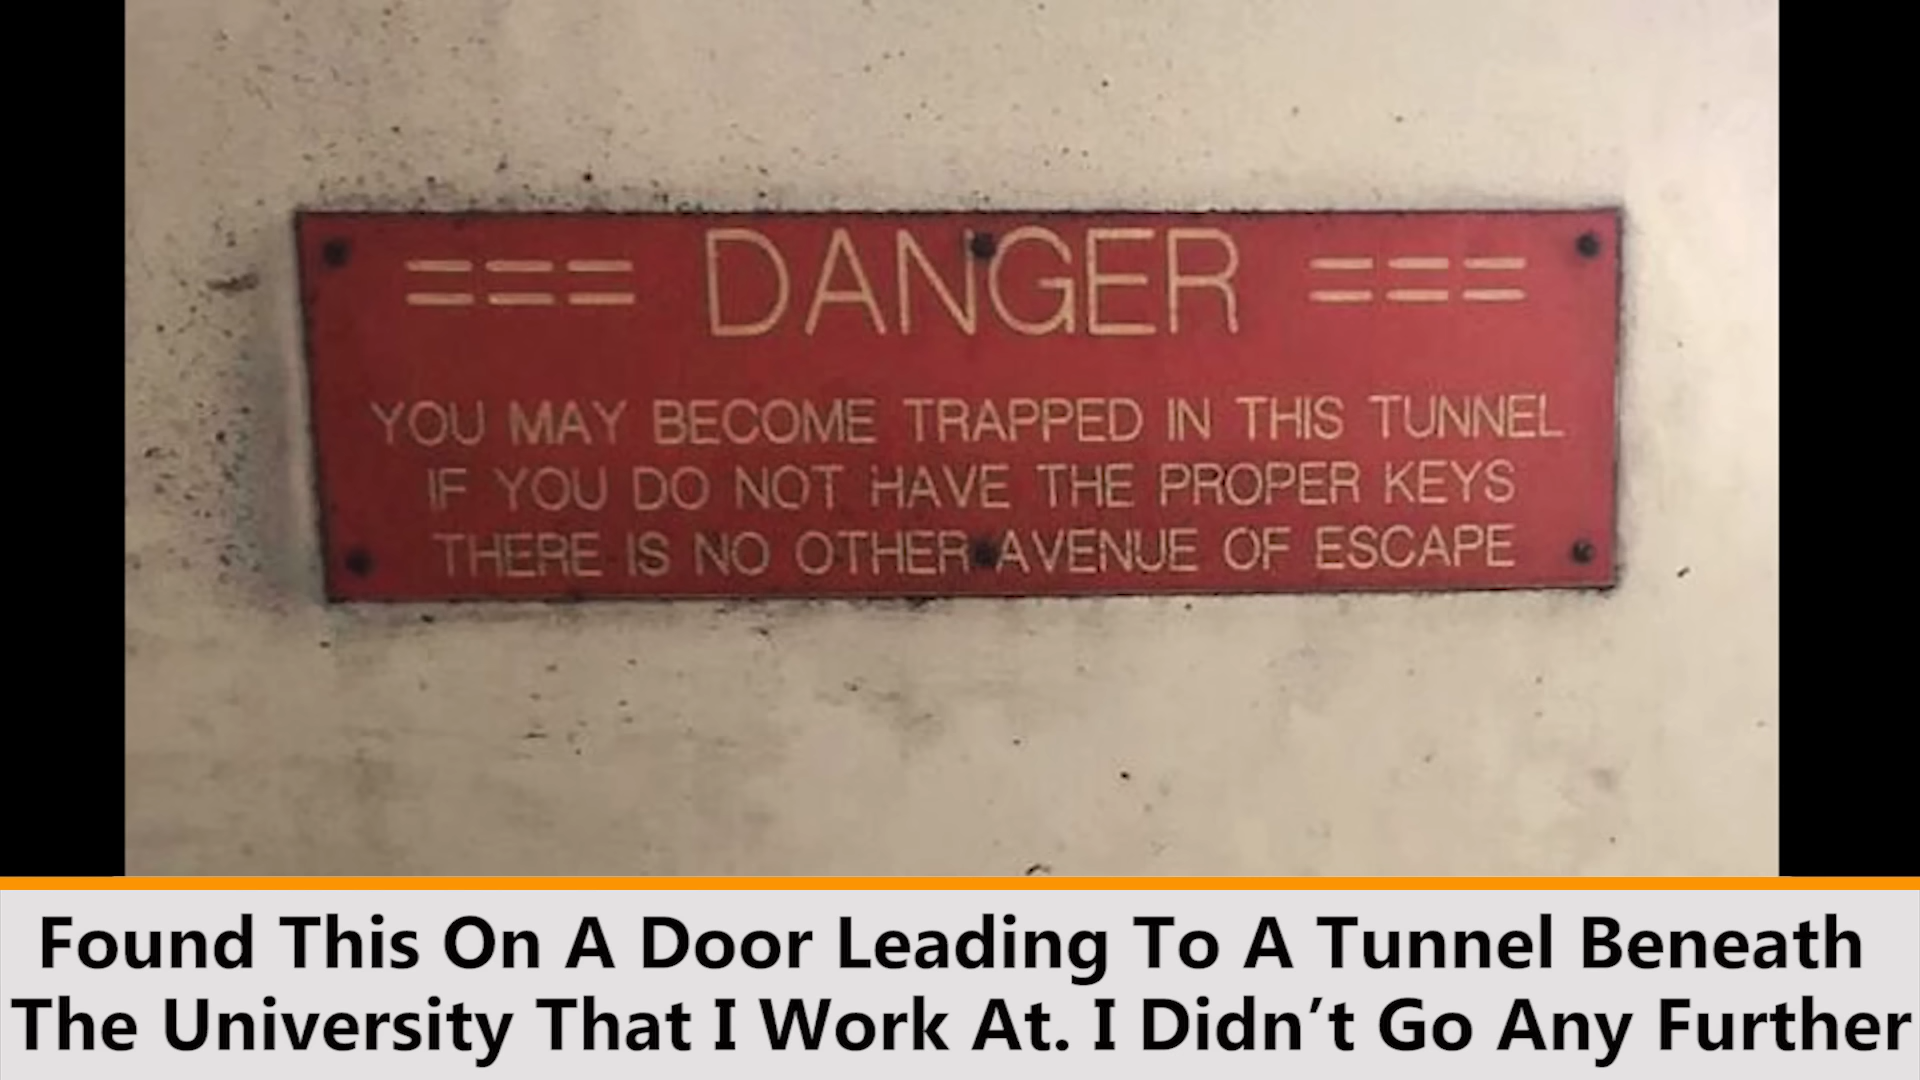 === DANGER ===
YOU MAY BECOME TRAPPED IN THIS TUNNEL
IF YOU DO NOT HAVE THE PROPER KEYS
THERE IS NO OTHER AVENUE OF ESCAPE
Found This On A Door Leading To A Tunnel Beneath
The University That I Work At. I Didn’t Go Any Further